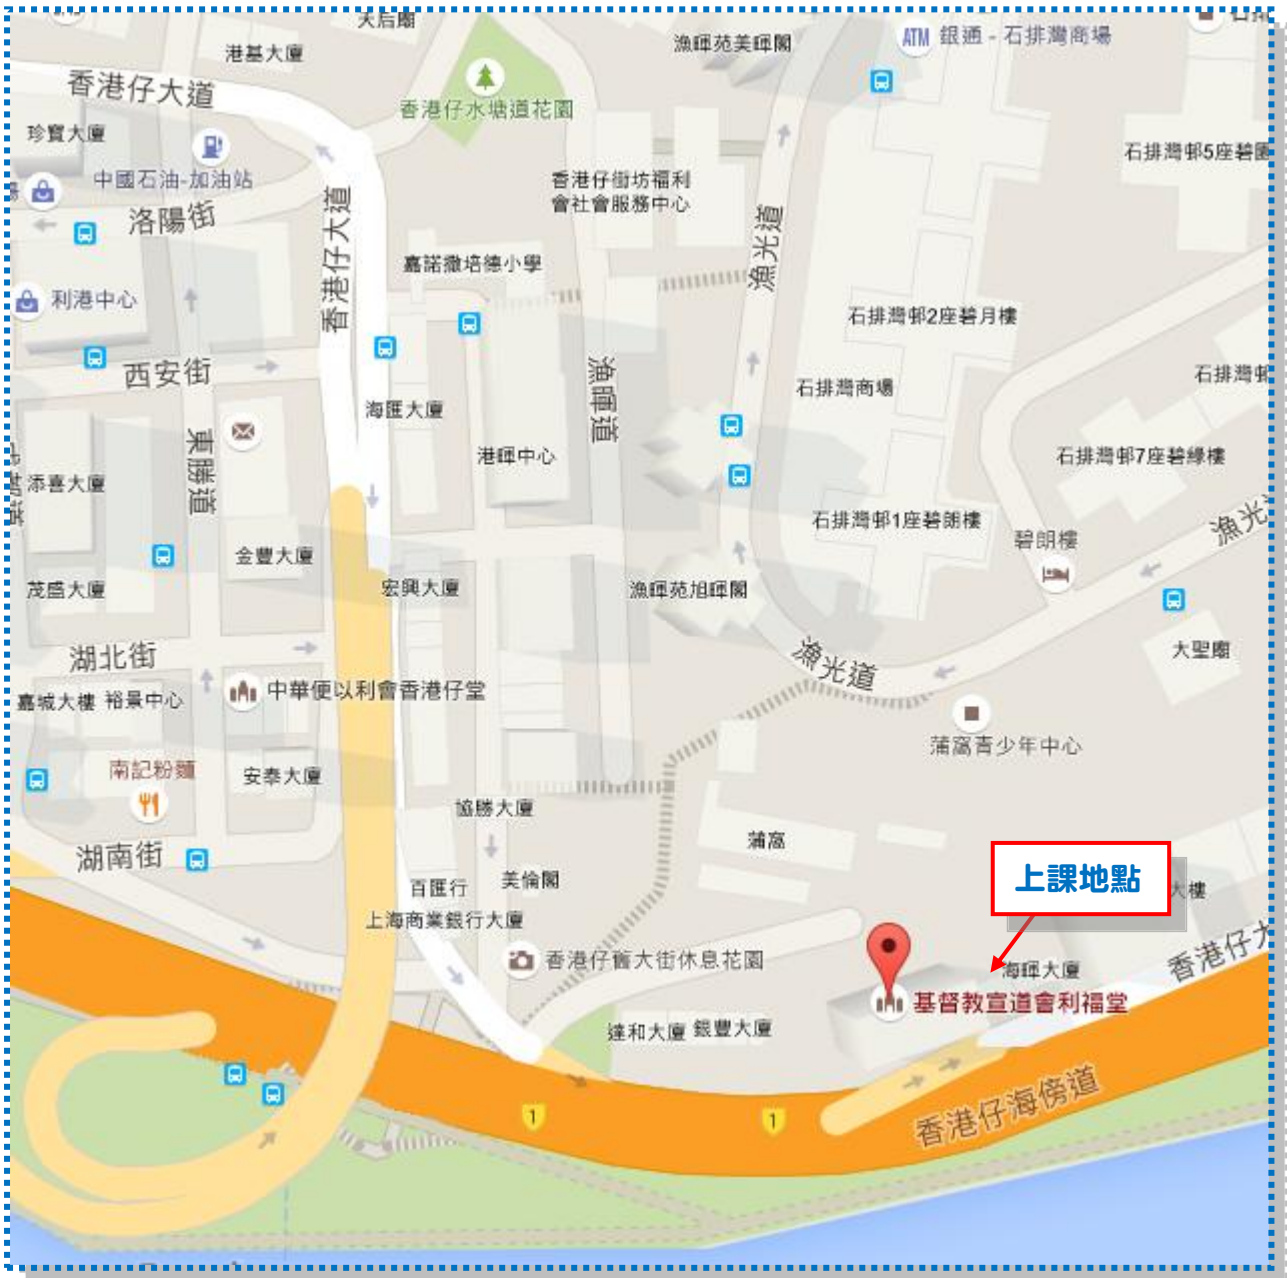 天后廟
港基大廈
漁暉苑美暉閣
ATM 銀通 - 石排灣商場
香港仔大道
香港仔水塘道花園
珍寶大廈
石排灣邨5座碧園
中國石油-加油站
香港仔街坊福利
會社會服務中心
洛陽街
香港仔大道
漁光道
嘉諾撒培德小學
利港中心
石排灣邨2座碧月樓
西安街
石排灣邨
石排灣商場
漁暉道
海匯大廈
東勝道
港暉中心
石排灣邨7座碧綠樓
添喜大廈
石排灣邨1座碧朗樓
漁光
碧朗樓
金豐大廈
茂盛大廈
宏興大廈
漁暉苑旭暉閣
湖北街
漁光道
大聖廟
嘉城大樓 裕景中心
中華便以利會香港仔堂
蒲窩青少年中心
南記粉麵
安泰大廈
協勝大廈
湖南街
蒲窩
上課地點
百匯行
美倫閣
大樓
上海商業銀行大廈
香港仔舊大街休息花園
海暉大廈
香港仔大
基督教宣道會利福堂
達和大廈 銀豐大廈
1
1
香港仔海傍道